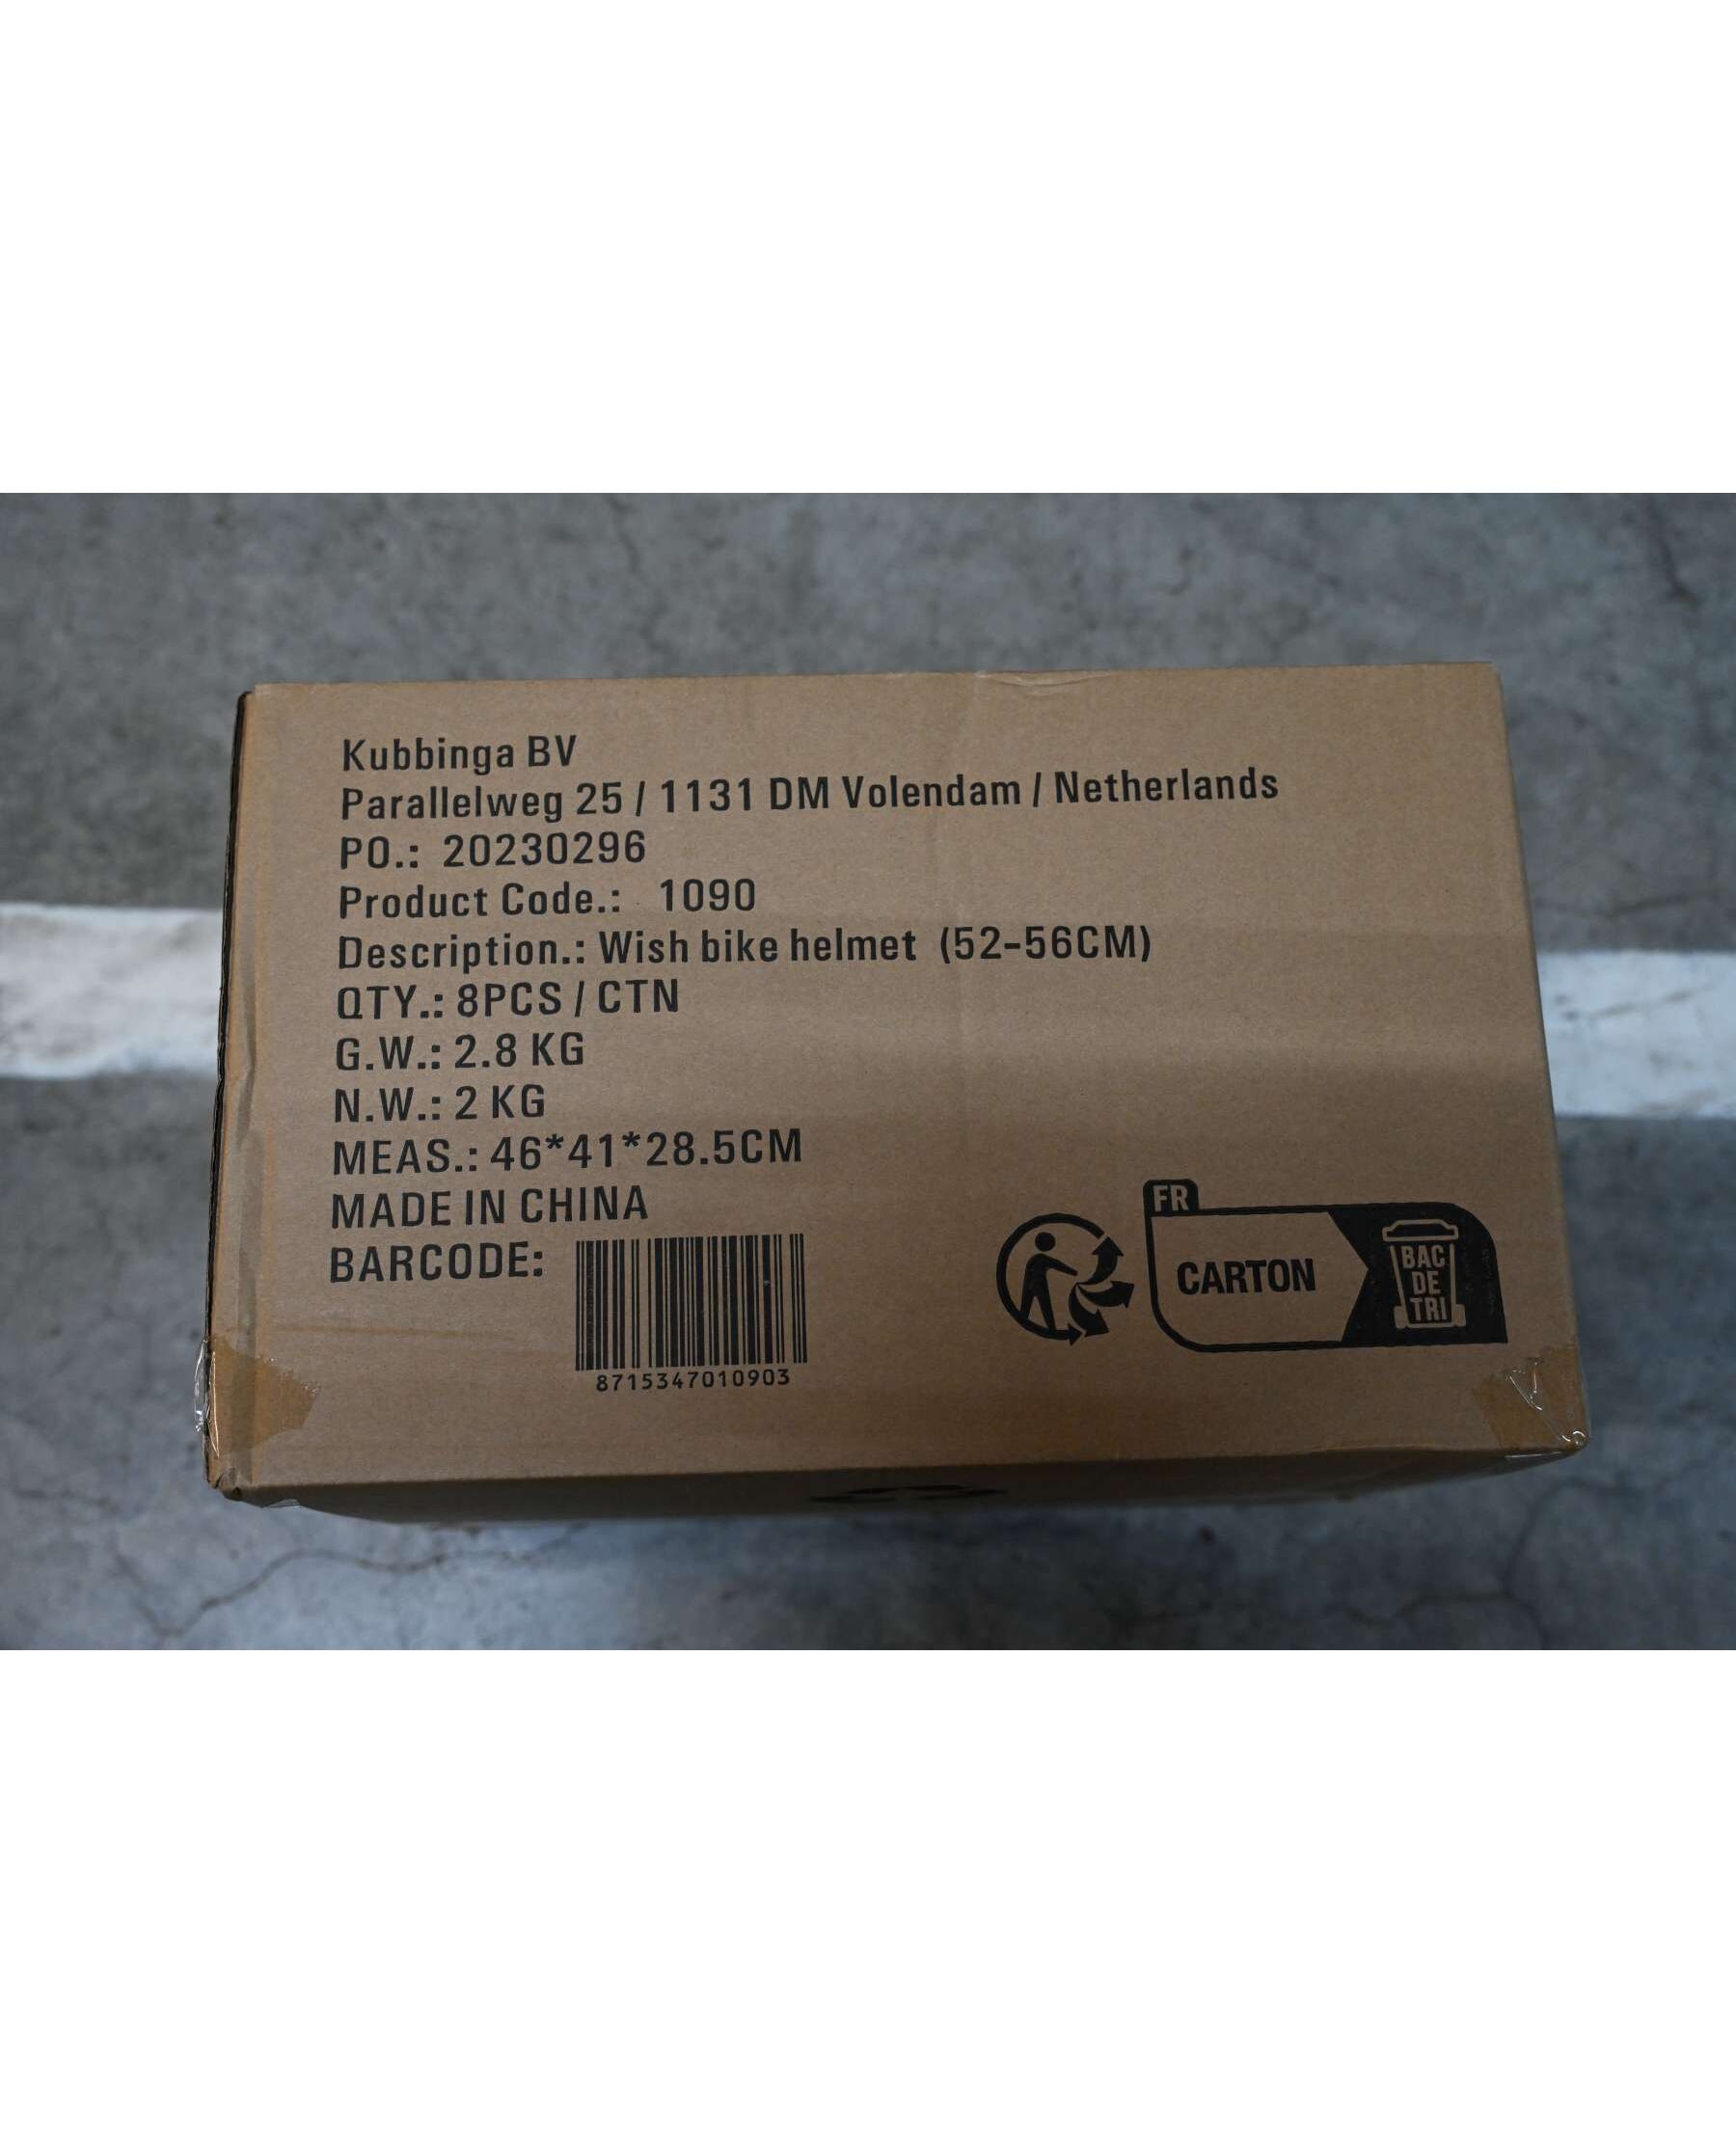 Kubbinga BV
Parallelweg 25 / 1131 DM Volendam / Netherlands
PO.: 20230296
Product Code.: 1090
Description.: Wish bike helmet (52-56CM)
QTY.: 8PCS / CTN
G.W.: 2.8 KG
N.W.: 2 KG
MEAS.: 46*41*28.5CM
MADE IN CHINA
BARCODE:
8715347010903
FR
CARTON
BAC
DE
TRI